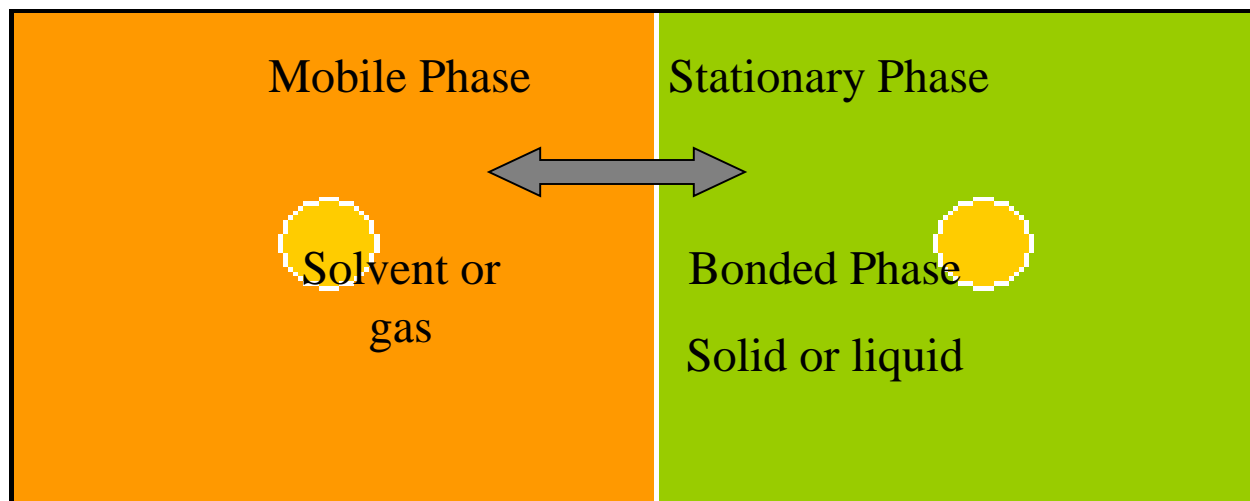 Mobile Phase
Stationary Phase
Solvent or
gas
Bonded Phase
Solid or liquid